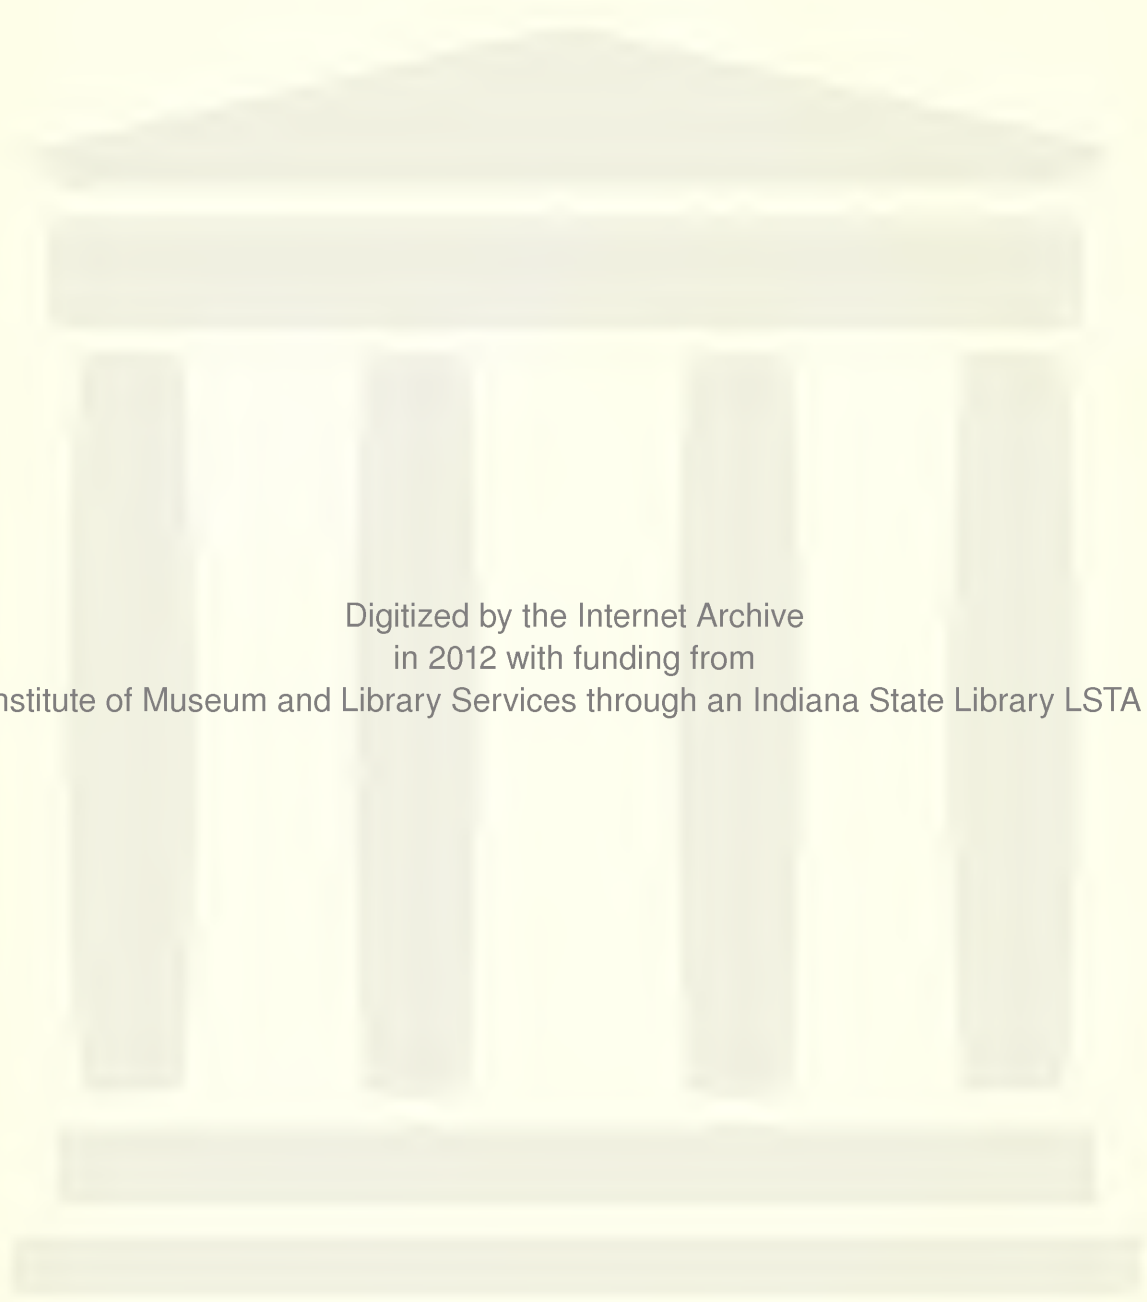 Digitized by the Internet Archive
in 2012 with funding from
nstitute of Museum and Library Services through an Indiana State Library LSTA